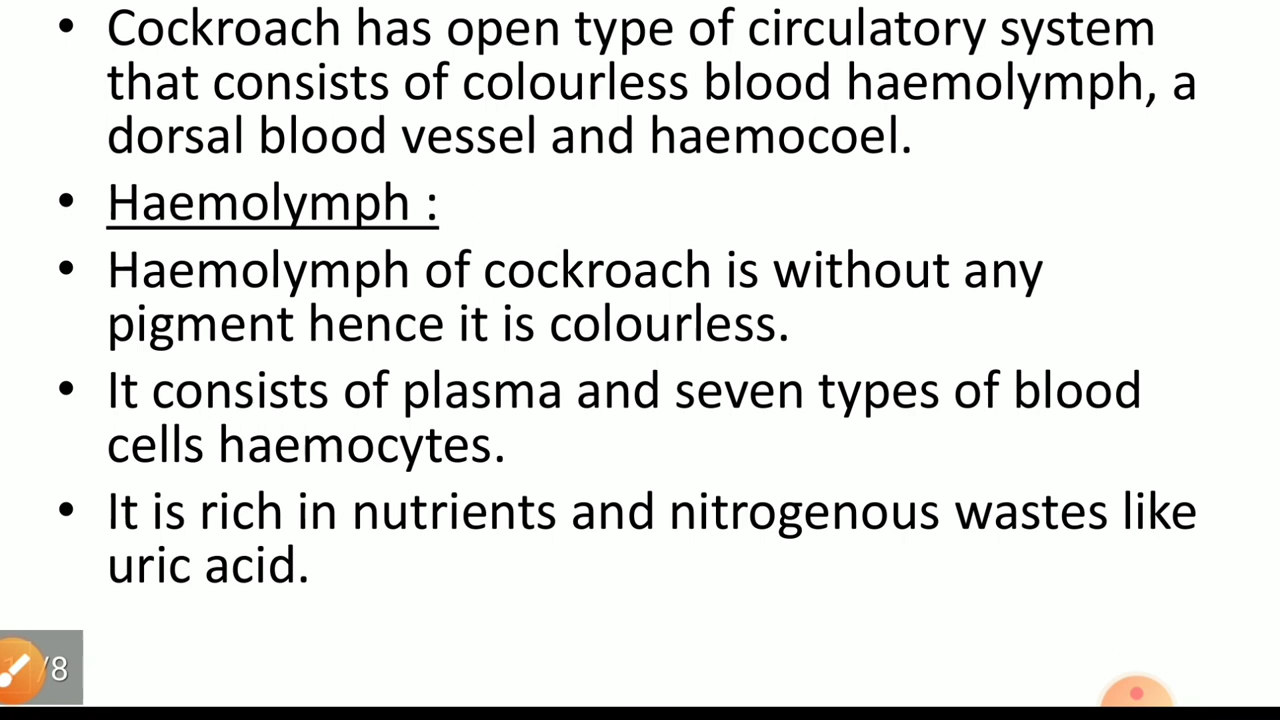 • Cockroach has open type of circulatory system
that consists of colourless blood haemolymph, a
dorsal blood vessel and haemocoel.
• Haemolymph :
• Haemolymph of cockroach is without any
pigment hence it is colourless.
• It consists of plasma and seven types of blood
cells haemocytes.
• It is rich in nutrients and nitrogenous wastes like
uric acid.
/8